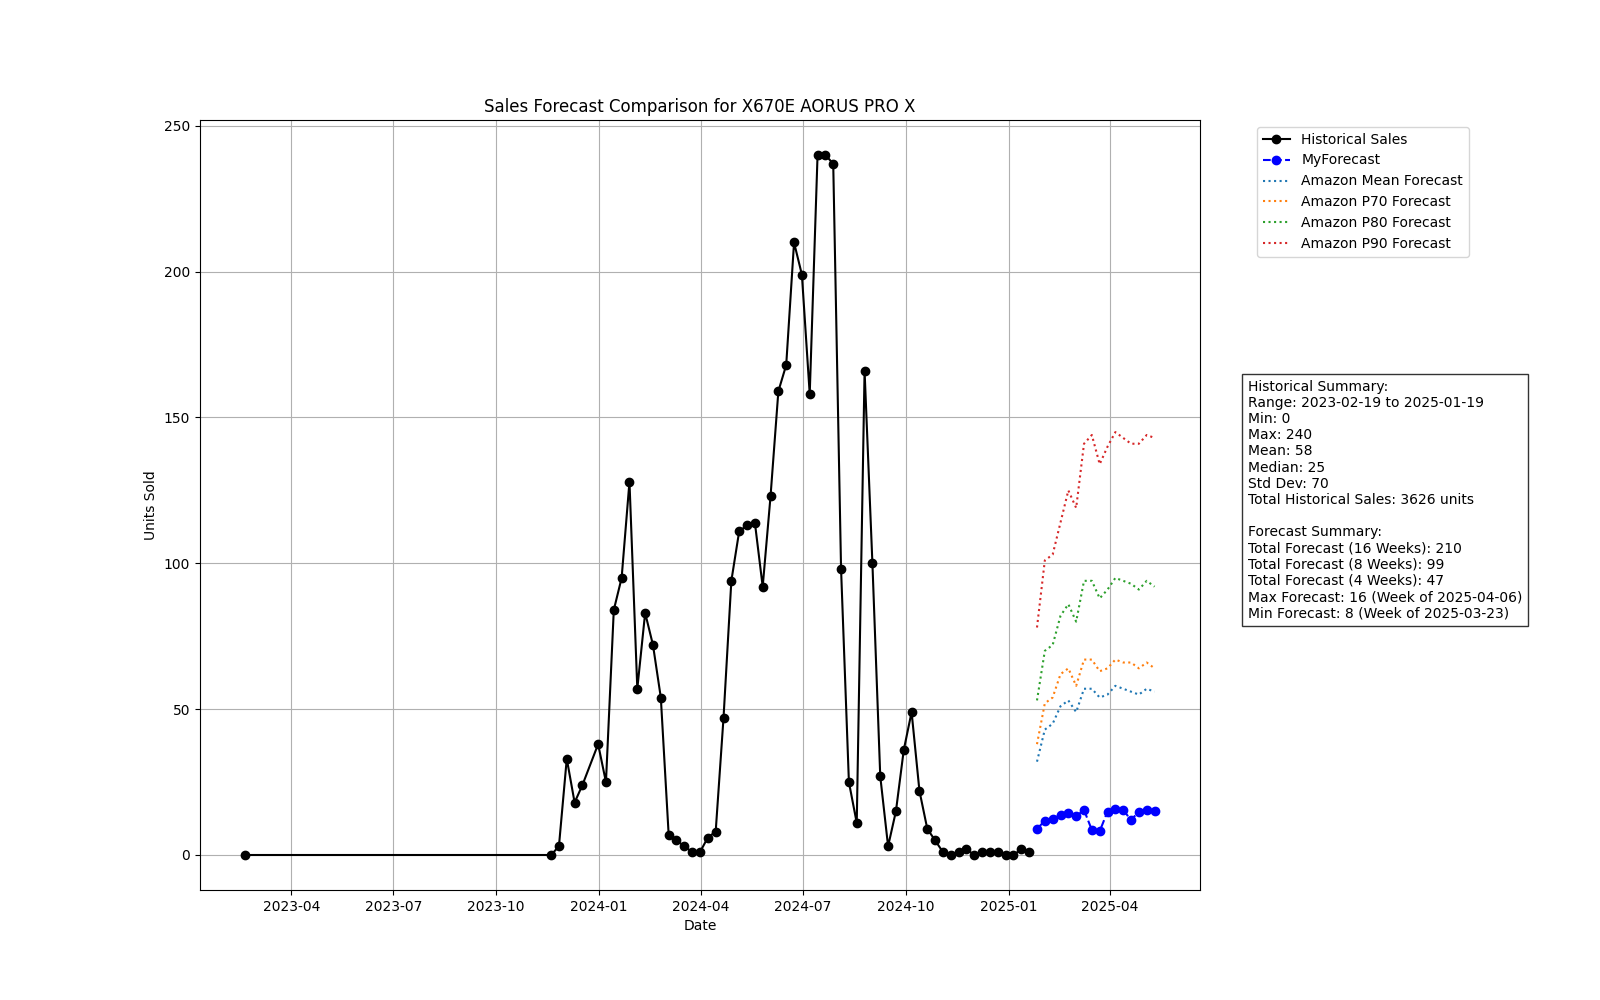 Sales Forecast Comparison for X670E AORUS PRO X
250
200
150
100
50
0
Units Sold
2023-04 2023-07 2023-10 2024-01 2024-04 2024-07 2024-10 2025-01 2025-04
Date
Historical Sales
MyForecast
Amazon Mean Forecast
Amazon P70 Forecast
Amazon P80 Forecast
Amazon P90 Forecast
Historical Summary:
Range: 2023-02-19 to 2025-01-19
Min: 0
Max: 240
Mean: 58
Median: 25
Std Dev: 70
Total Historical Sales: 3626 units
Forecast Summary:
Total Forecast (16 Weeks): 210
Total Forecast (8 Weeks): 99
Total Forecast (4 Weeks): 47
Max Forecast: 16 (Week of 2025-04-06)
Min Forecast: 8 (Week of 2025-03-23)